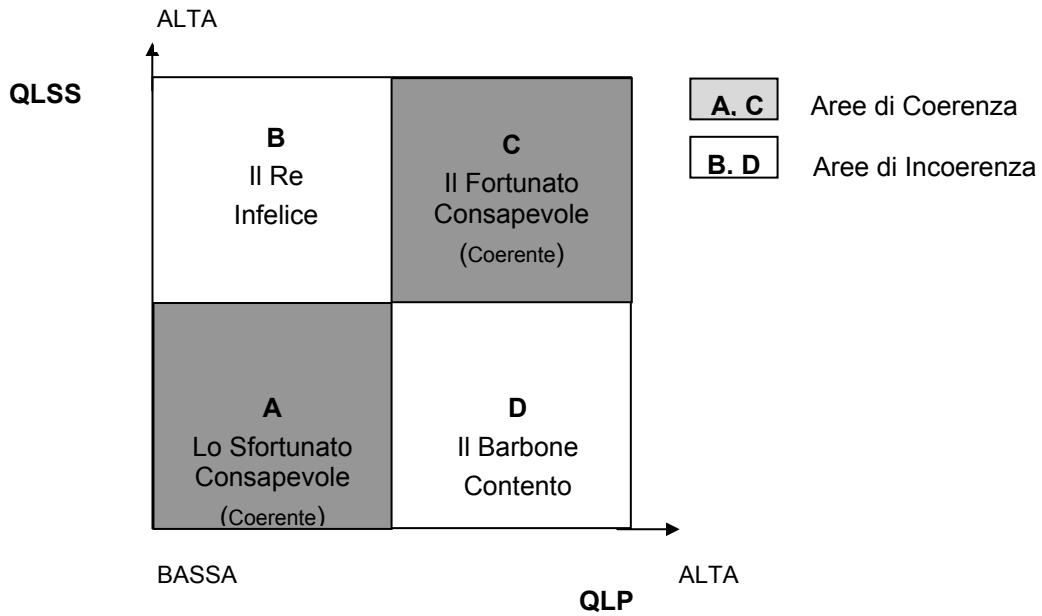 ALTA
QLSS
A, C Aree di Coerenza
B. D Aree di Incoerenza
B
Il Re
Infelice
C
Il Fortunato
Consapevole
(Coerente)
A
Lo Sfortunato
Consapevole
(Coerente)
D
Il Barbone
Contento
BASSA
ALTA
QLP